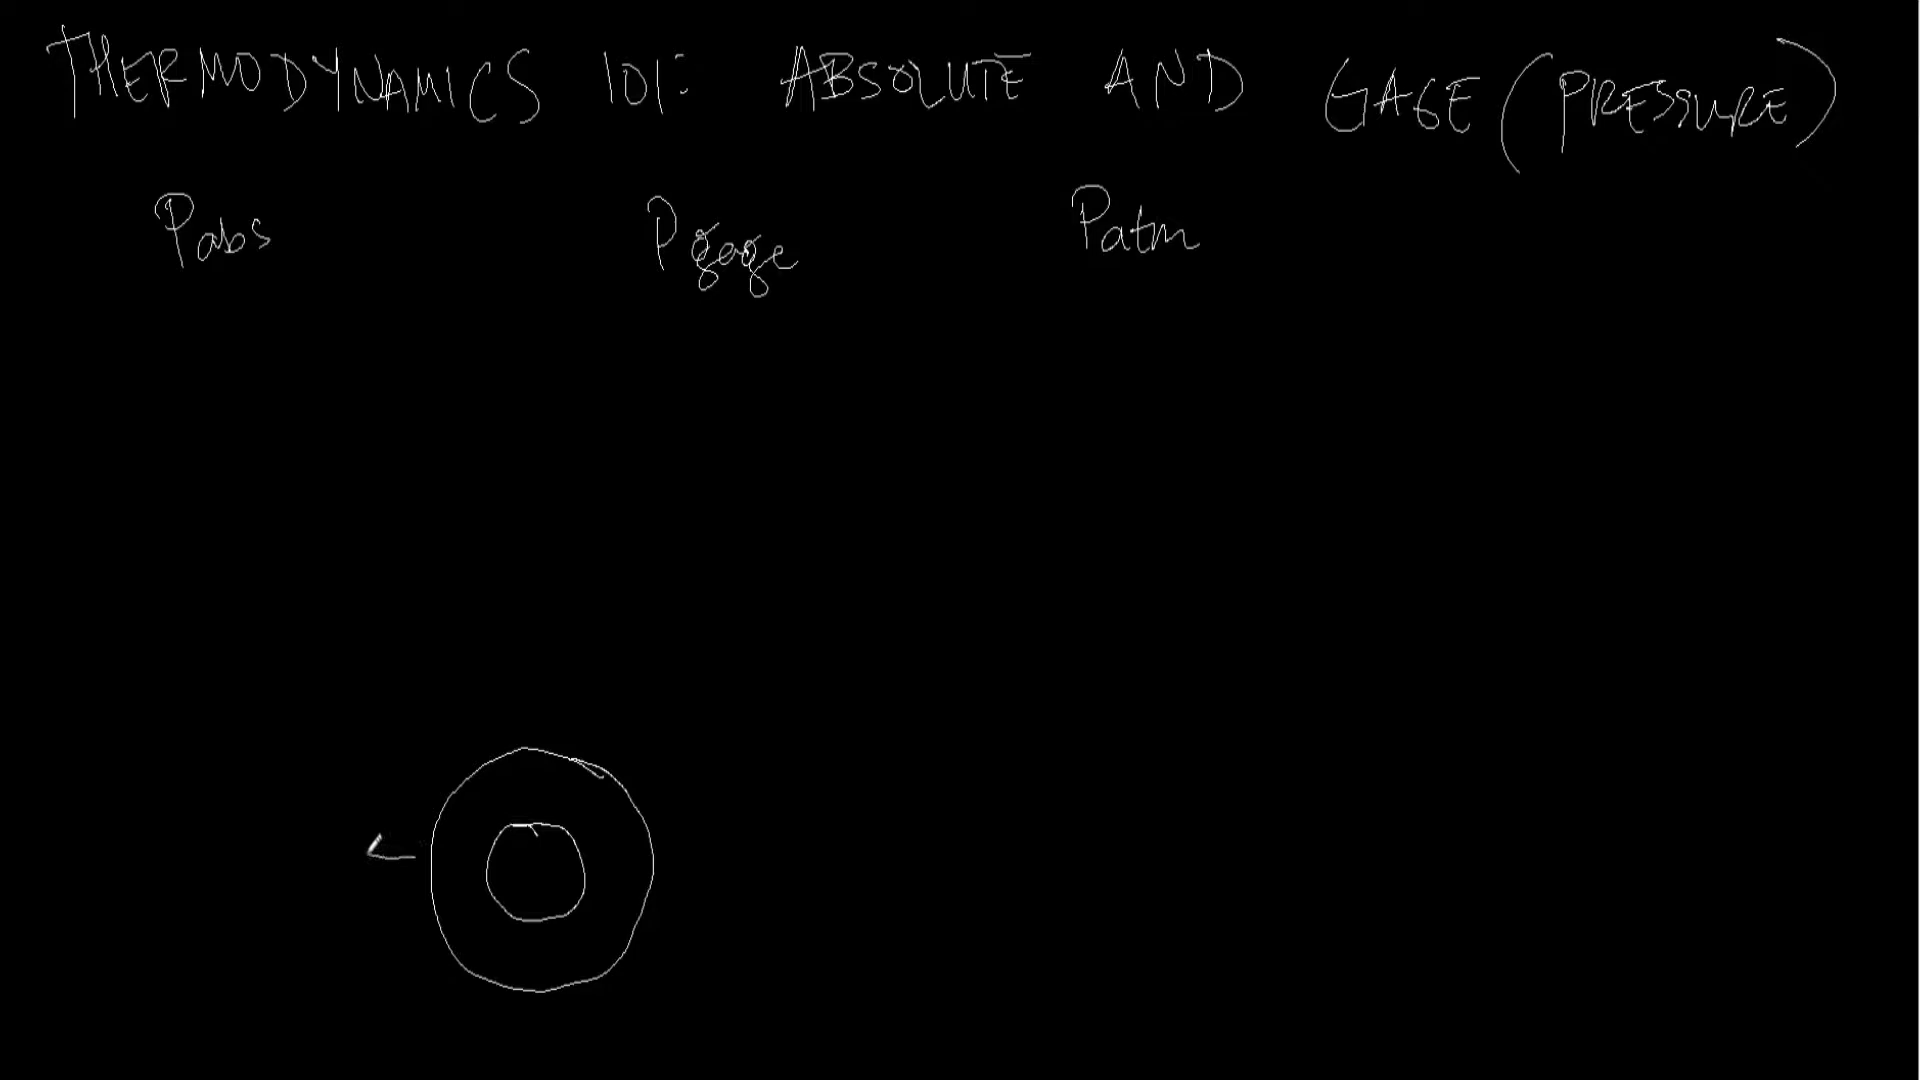 THERMODYNAMICS 101: ABSOLUTE AND GAGE (PRESSURE)
Pabs Pgage Patm